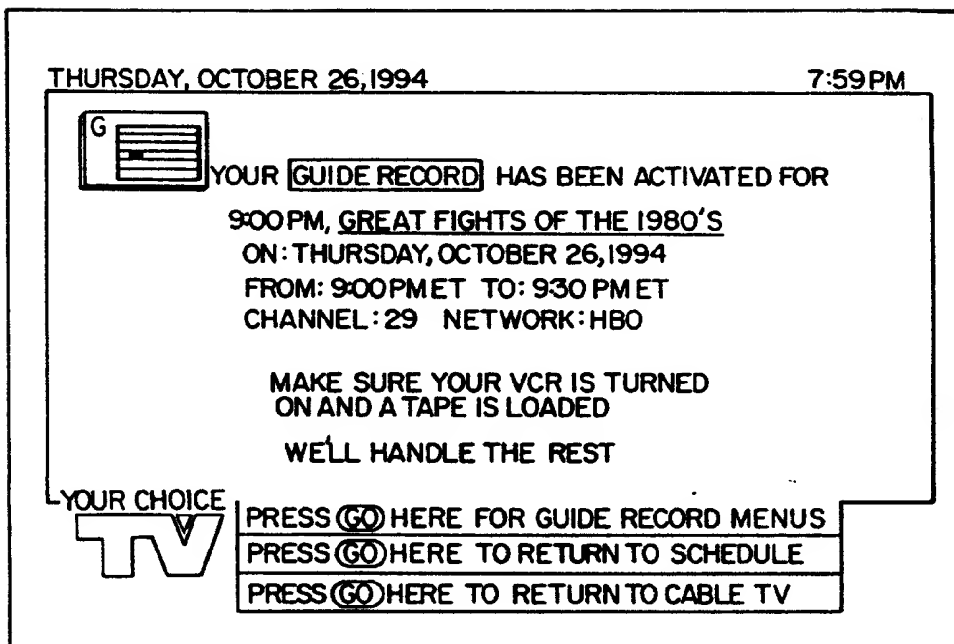 THURSDAY, OCTOBER 26, 1994 7:59 PM
G
YOUR GUIDE RECORD HAS BEEN ACTIVATED FOR
9:00 PM, GREAT FIGHTS OF THE 1980'S
ON: THURSDAY, OCTOBER 26, 1994
FROM: 9:00 PM ET TO: 9:30 PM ET
CHANNEL: 29 NETWORK: HBO
MAKE SURE YOUR VCR IS TURNED
ON AND A TAPE IS LOADED
WE'LL HANDLE THE REST
YOUR CHOICE
TV
PRESS GO HERE FOR GUIDE RECORD MENUS
PRESS GO HERE TO RETURN TO SCHEDULE
PRESS GO HERE TO RETURN TO CABLE TV